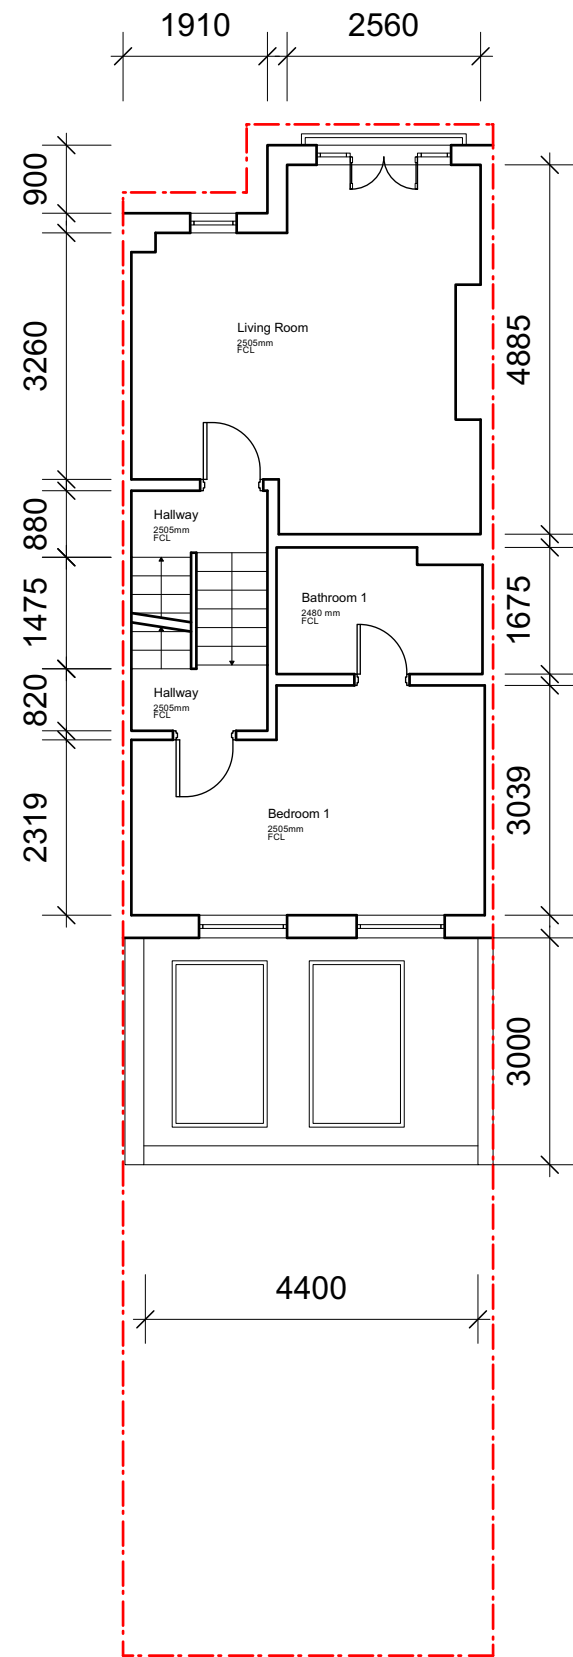 1910
2560
900
3260
4885
Living Room
2505mm
FCL
880
Hallway
2505mm
FCL
1475
Bathroom 1
2480 mm
FCL
1675
820
Hallway
2505mm
FCL
2319
3039
Bedroom 1
2505mm
FCL
3000
4400